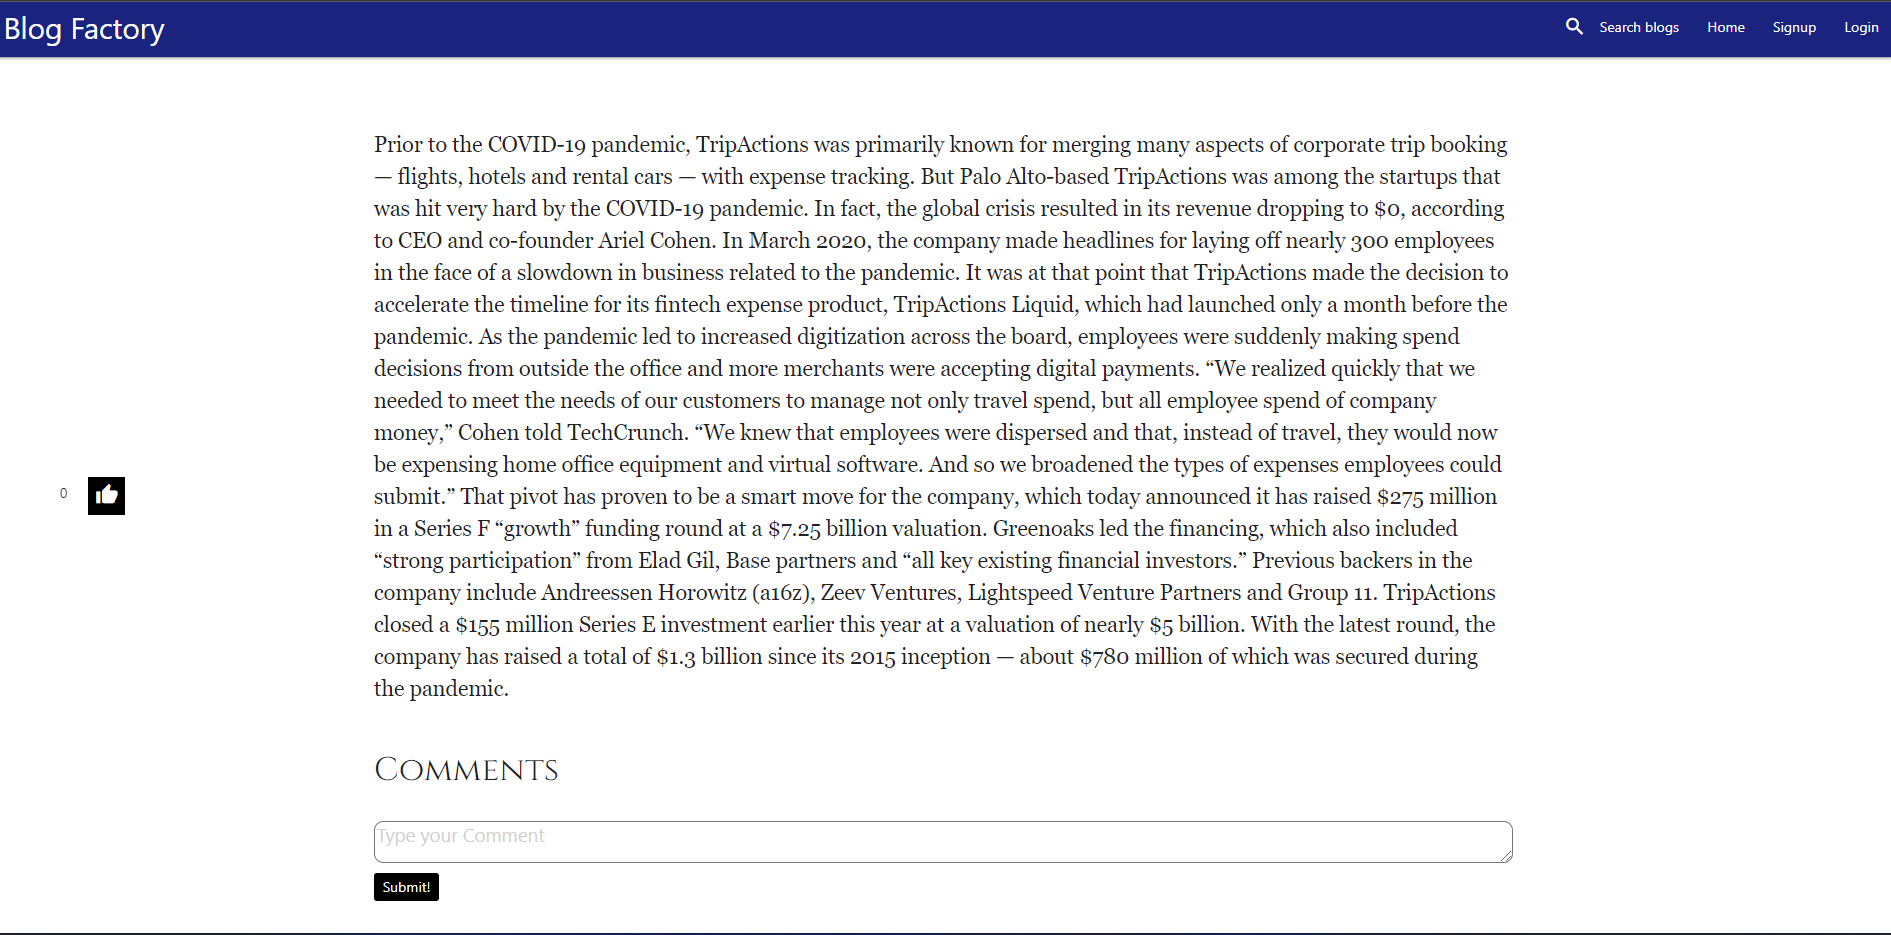 Blog Factory
Search blogs
Home
Signup
Login
Prior to the COVID-19 pandemic, TripActions was primarily known for merging many aspects of corporate trip booking
— flights, hotels and rental cars — with expense tracking. But Palo Alto-based TripActions was among the startups that
was hit very hard by the COVID-19 pandemic. In fact, the global crisis resulted in its revenue dropping to $0, according
to CEO and co-founder Ariel Cohen. In March 2020, the company made headlines for laying off nearly 300 employees
in the face of a slowdown in business related to the pandemic. It was at that point that TripActions made the decision to
accelerate the timeline for its fintech expense product, TripActions Liquid, which had launched only a month before the
pandemic. As the pandemic led to increased digitization across the board, employees were suddenly making spend
decisions from outside the office and more merchants were accepting digital payments. “We realized quickly that we
needed to meet the needs of our customers to manage not only travel spend, but all employee spend of company
money,” Cohen told TechCrunch. “We knew that employees were dispersed and that, instead of travel, they would now
be expensing home office equipment and virtual software. And so we broadened the types of expenses employees could
submit.” That pivot has proven to be a smart move for the company, which today announced it has raised $275 million
in a Series F “growth” funding round at a $7.25 billion valuation. Greenoaks led the financing, which also included
“strong participation” from Elad Gil, Base partners and “all key existing financial investors.” Previous backers in the
company include Andreessen Horowitz (a16z), Zeev Ventures, Lightspeed Venture Partners and Group 11. TripActions
closed a $155 million Series E investment earlier this year at a valuation of nearly $5 billion. With the latest round, the
company has raised a total of $1.3 billion since its 2015 inception — about $780 million of which was secured during
the pandemic.
0
Comments
Type your Comment
Submit!